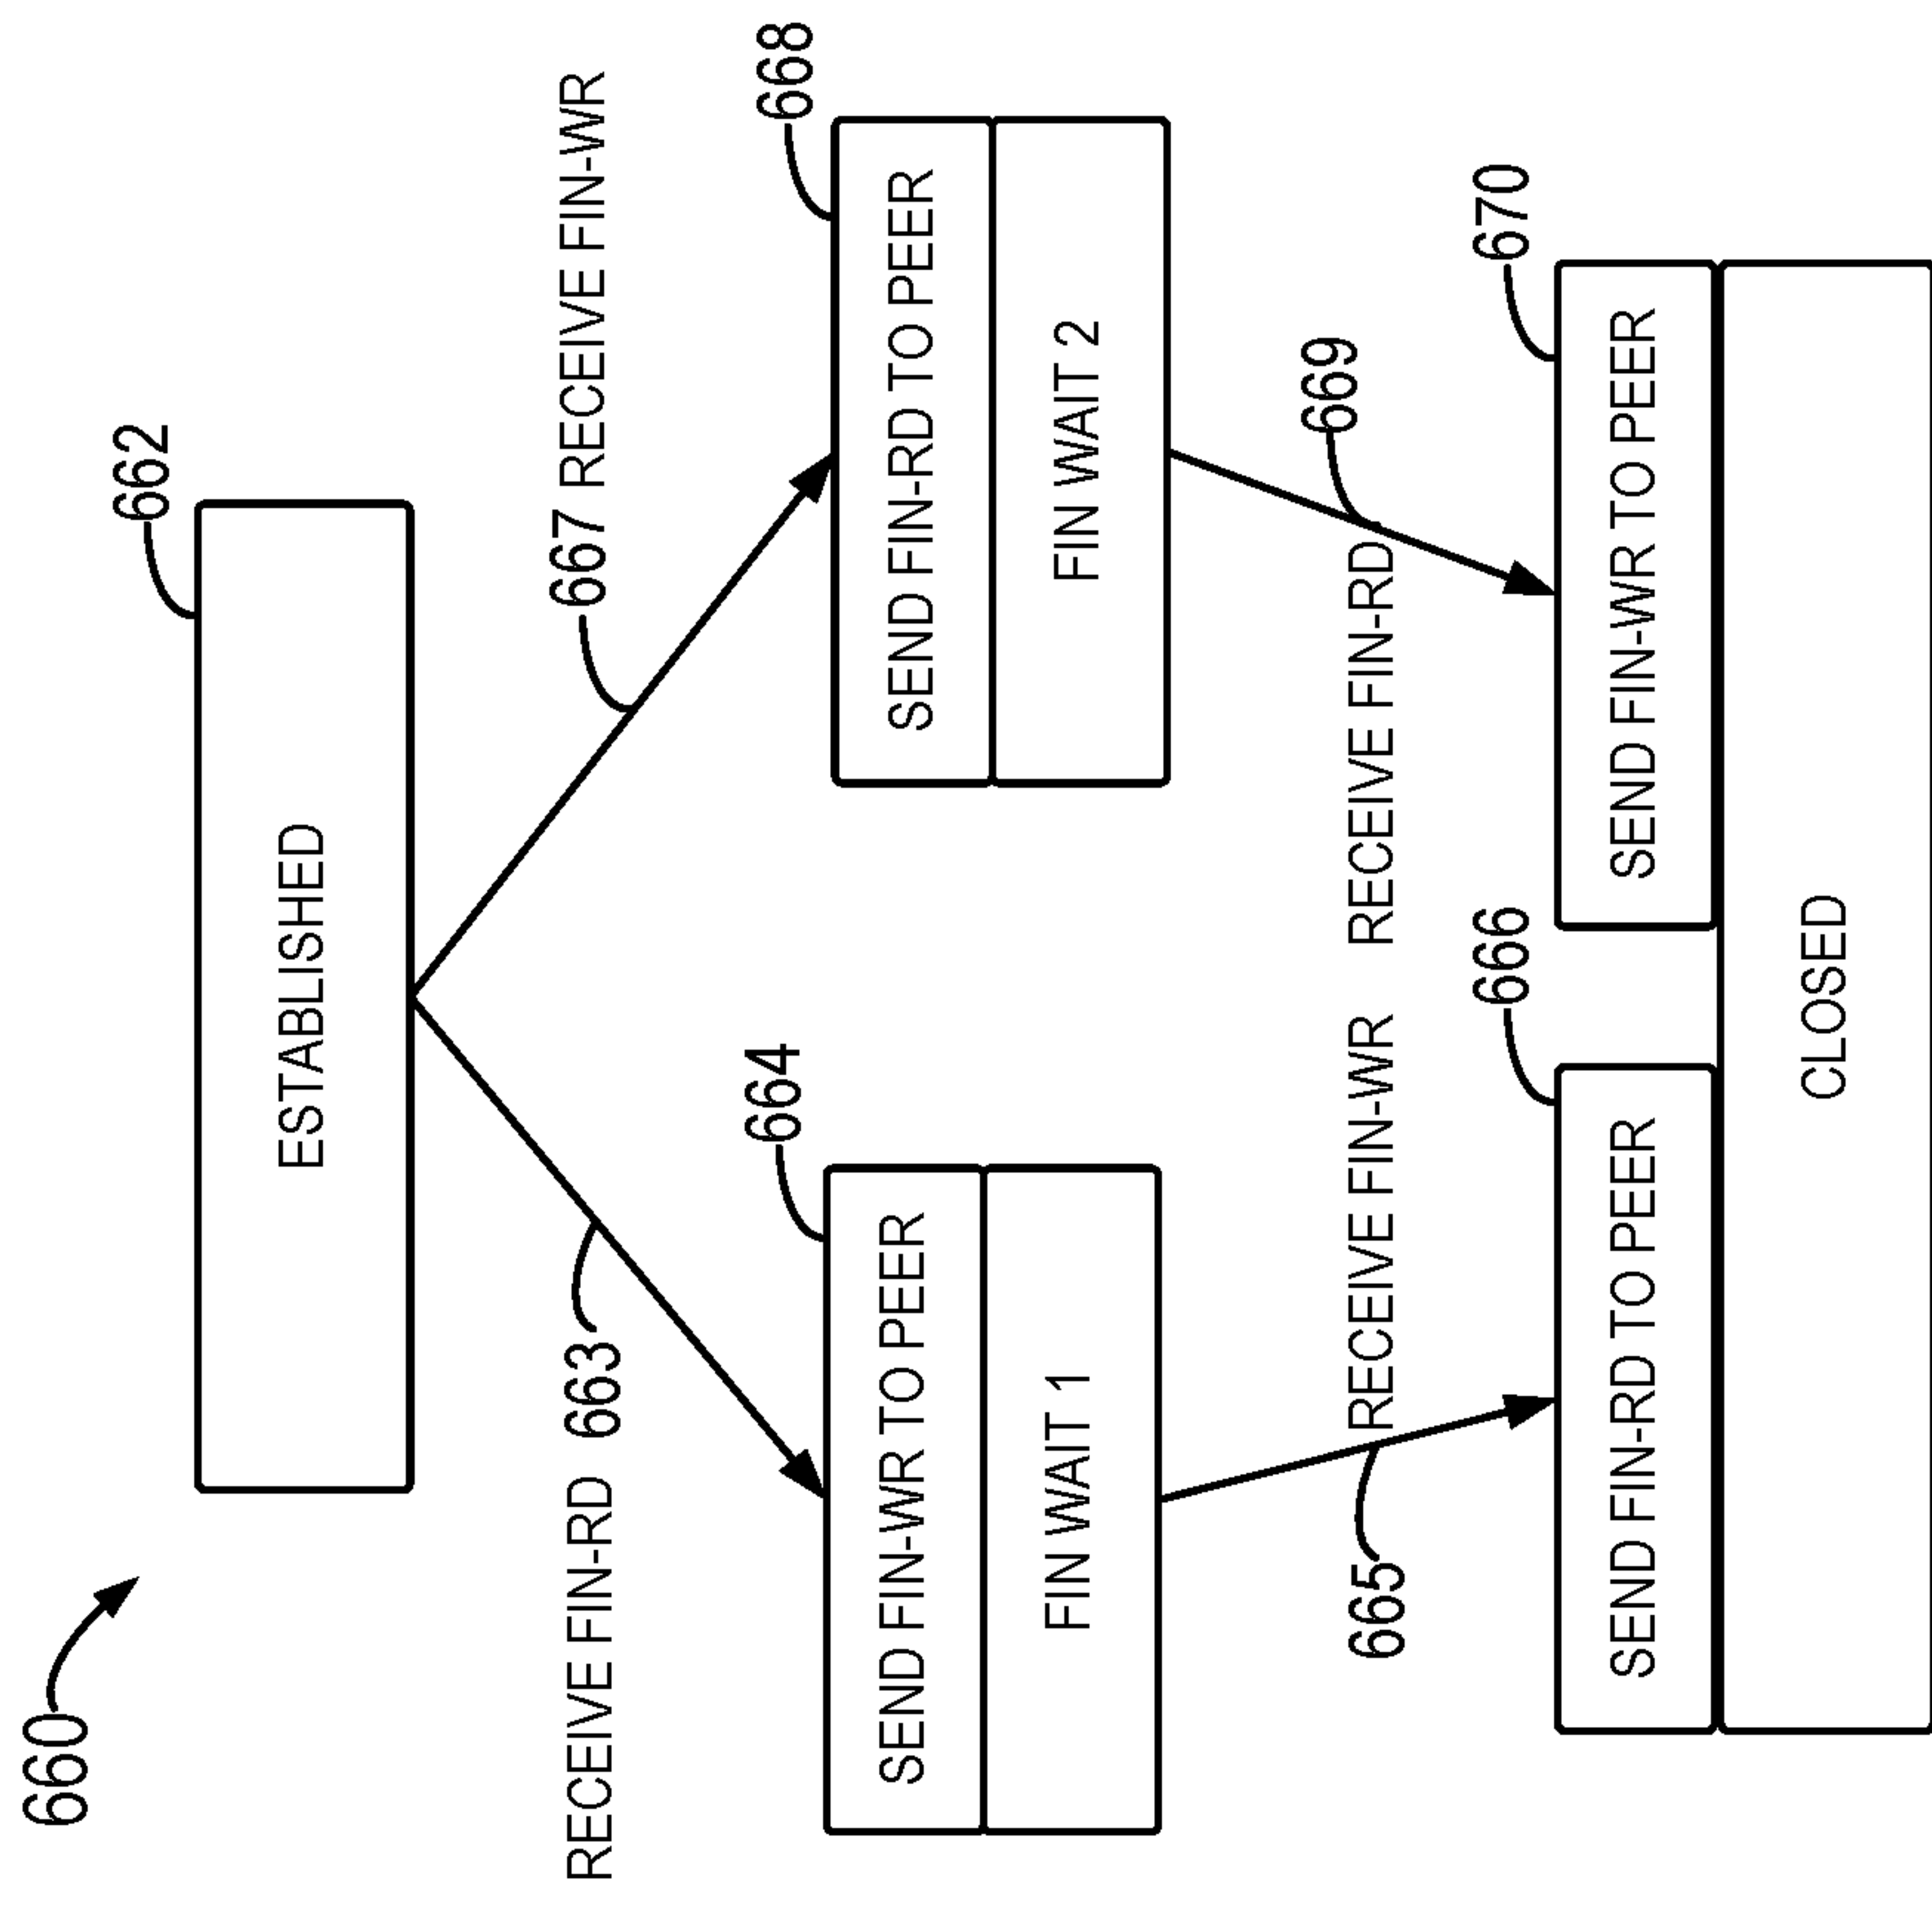 660
662
ESTABLISHED
RECEIVE FIN-RD 663
667 RECEIVE FIN-WR
664
668
SEND FIN-WR TO PEER
FIN WAIT 1
SEND FIN-RD TO PEER
FIN WAIT 2
665
RECEIVE FIN-WR
RECEIVE FIN-RD
669
666
670
SEND FIN-RD TO PEER
SEND FIN-WR TO PEER
CLOSED